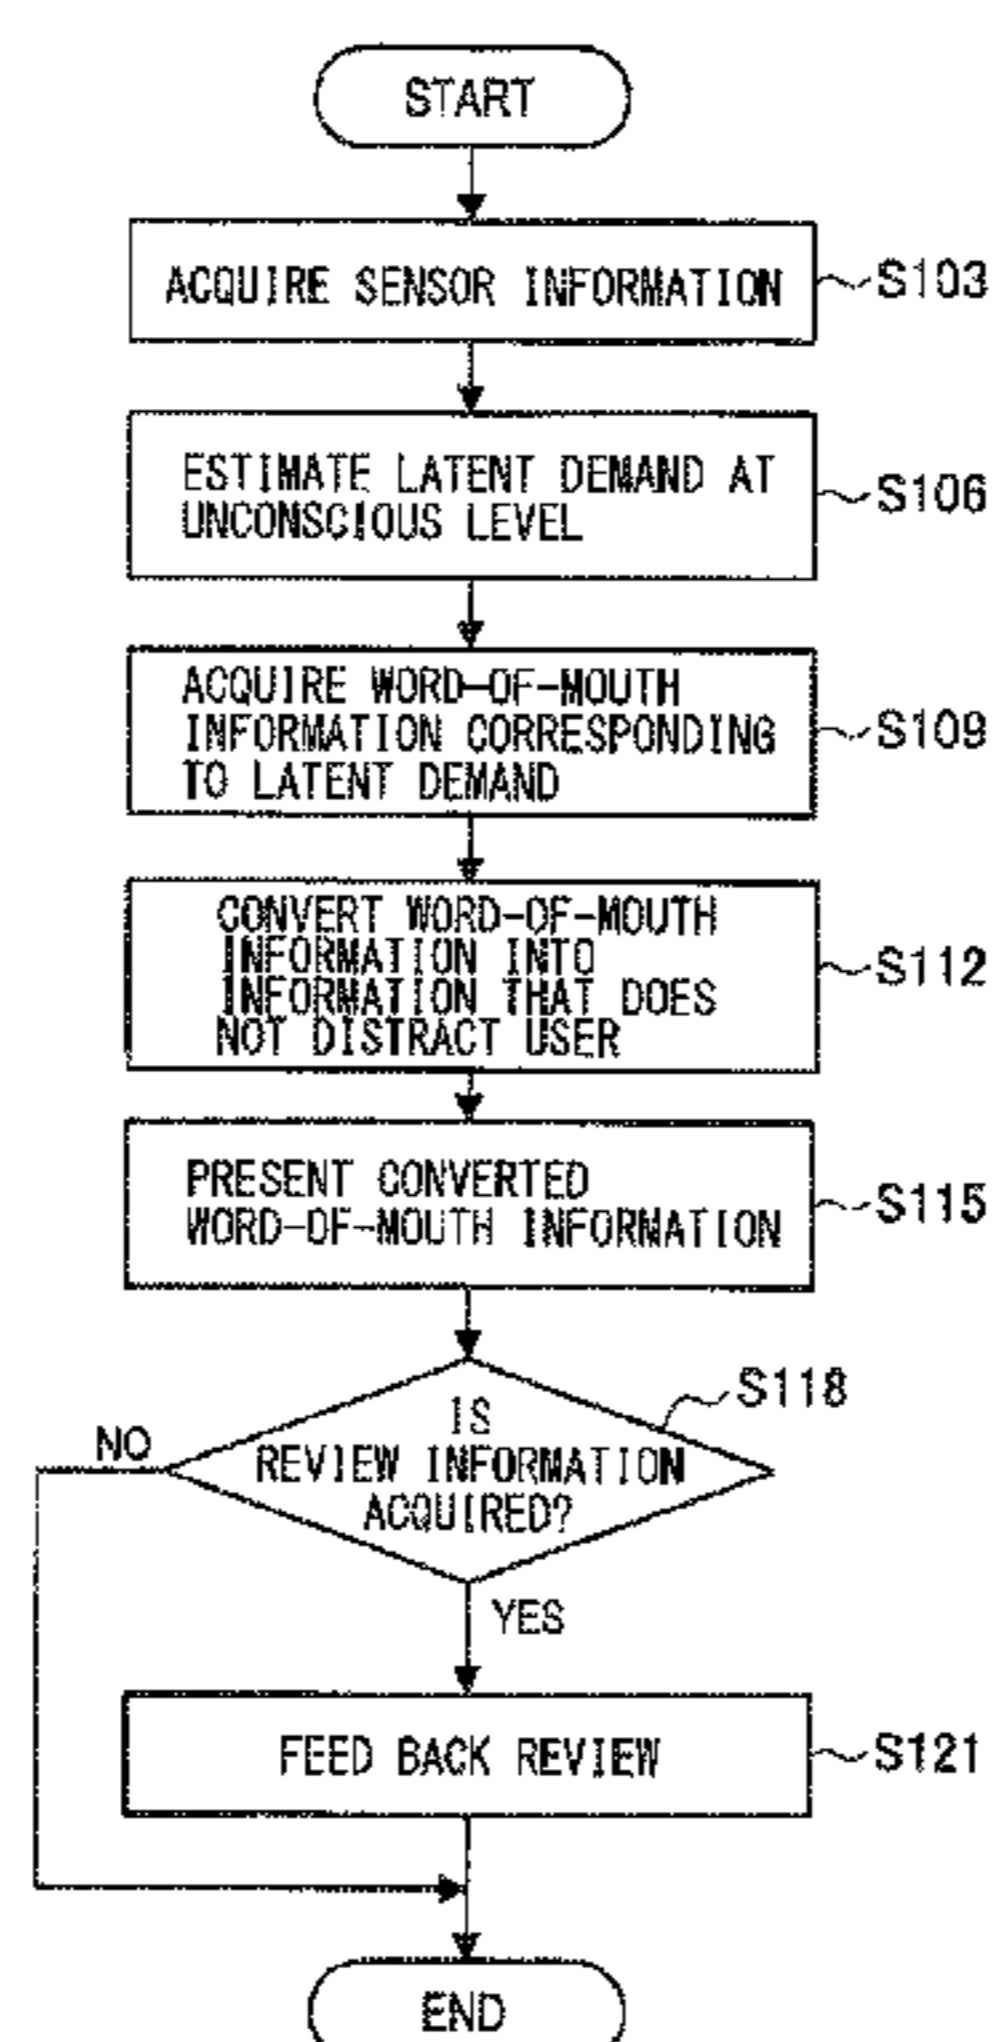 START
ACQUIRE SENSOR INFORMATION
S103
ESTIMATE LATENT DEMAND AT
UNCONSCIOUS LEVEL
S106
ACQUIRE WORD-OF-MOUTH
INFORMATION CORRESPONDING
TO LATENT DEMAND
S109
CONVERT WORD-OF-MOUTH
INFORMATION INTO
INFORMATION THAT DOES
NOT DISTRACT USER
S112
PRESENT CONVERTED
WORD-OF-MOUTH INFORMATION
S115
S118
IS
REVIEW INFORMATION
ACQUIRED?
NO
YES
FEED BACK REVIEW
S121
END